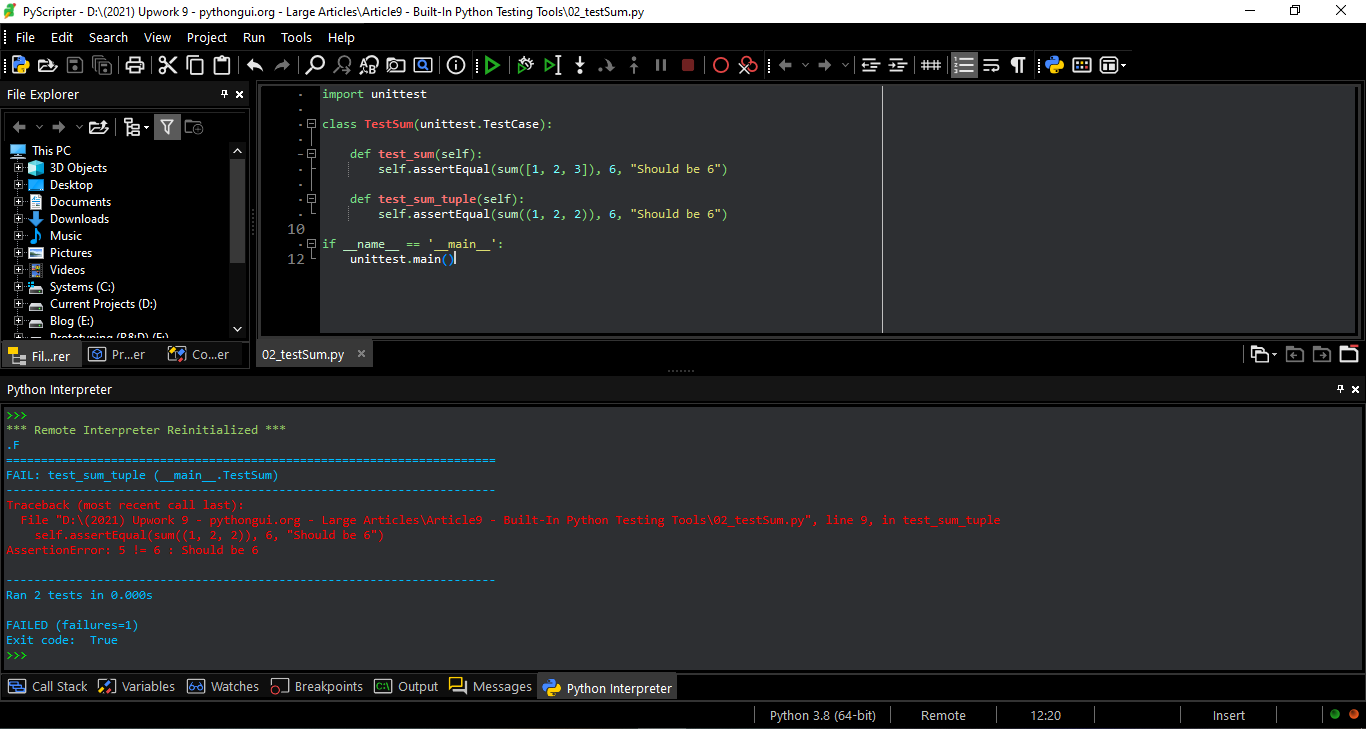 PyScripter - D:\(2021) Upwork 9 - pythongui.org - Large Articles\Article9 - Built-In Python Testing Tools\02_testSum.py
File Edit Search View Project Run Tools Help
File Explorer
This PC
3D Objects
Desktop
Documents
Downloads
Music
Pictures
Videos
Systems (C:)
Current Projects (D:)
Blog (E:)
Prototyping (R&D) (F:)
Fil...rer Pr...er Co...er
import unittest
class TestSum(unittest.TestCase):
def test_sum(self):
self.assertEqual(sum([1, 2, 3]), 6, "Should be 6")
def test_sum_tuple(self):
self.assertEqual(sum((1, 2, 2)), 6, "Should be 6")
10
if __name__ == '__main__':
12 unittest.main()
02_testSum.py
Python Interpreter
>>>
*** Remote Interpreter Reinitialized ***
.F
======================================================================
FAIL: test_sum_tuple (__main__.TestSum)
----------------------------------------------------------------------
Traceback (most recent call last):
File "D:\(2021) Upwork 9 - pythongui.org - Large Articles\Article9 - Built-In Python Testing Tools\02_testSum.py", line 9, in test_sum_tuple
self.assertEqual(sum((1, 2, 2)), 6, "Should be 6")
AssertionError: 5 != 6 : Should be 6
----------------------------------------------------------------------
Ran 2 tests in 0.000s
FAILED (failures=1)
Exit code: True
>>>
Call Stack Variables Watches Breakpoints Output Messages Python Interpreter
Python 3.8 (64-bit) Remote 12:20 Insert